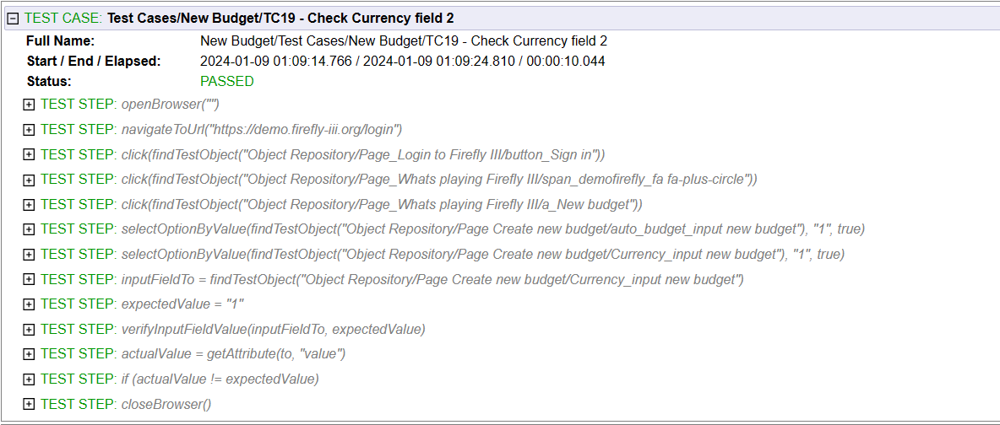 TEST CASE: Test Cases/New Budget/TC19 - Check Currency field 2
Full Name: New Budget/Test Cases/New Budget/TC19 - Check Currency field 2
Start / End / Elapsed: 2024-01-09 01:09:14.766 / 2024-01-09 01:09:24.810 / 00:00:10.044
Status: PASSED
TEST STEP: openBrowser("")
TEST STEP: navigateToUrl("https://demo.firefly-iii.org/login")
TEST STEP: click(findTestObject("Object Repository/Page_Login to Firefly III/button_Sign in"))
TEST STEP: click(findTestObject("Object Repository/Page_Whats playing Firefly III/span_demofirefly_fa fa-plus-circle"))
TEST STEP: click(findTestObject("Object Repository/Page_Whats playing Firefly III/a_New budget"))
TEST STEP: selectOptionByValue(findTestObject("Object Repository/Page Create new budget/auto_budget_input new budget"), "1", true)
TEST STEP: selectOptionByValue(findTestObject("Object Repository/Page Create new budget/Currency_input new budget"), "1", true)
TEST STEP: inputFieldTo = findTestObject("Object Repository/Page Create new budget/Currency_input new budget")
TEST STEP: expectedValue = "1"
TEST STEP: verifyInputFieldValue(inputFieldTo, expectedValue)
TEST STEP: actualValue = getAttribute(to, "value")
TEST STEP: if (actualValue != expectedValue)
TEST STEP: closeBrowser()